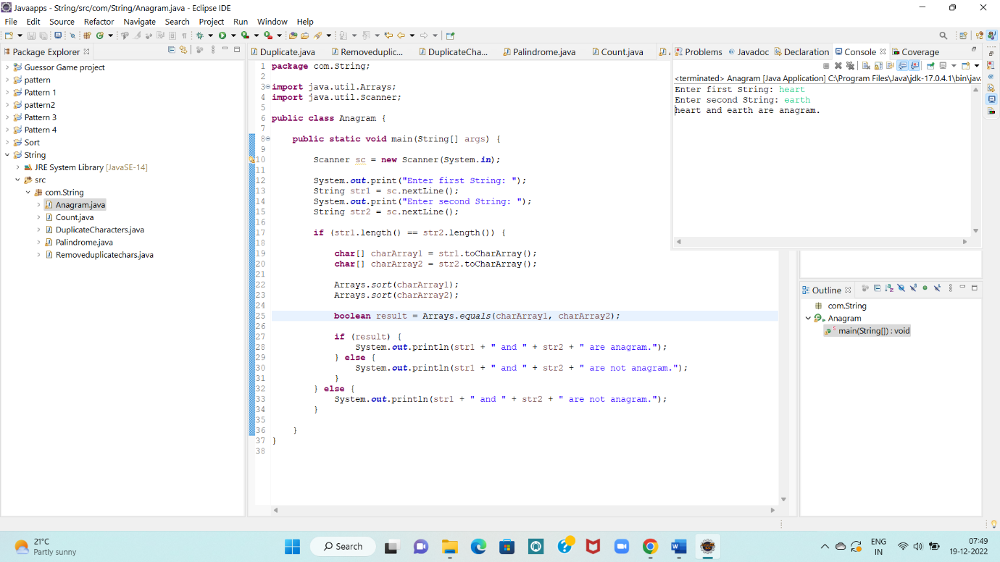 Javaapps - String/src/com/String/Anagram.java - Eclipse IDE
File Edit Source Refactor Navigate Search Project Run Window Help
Package Explorer
Guessor Game project
pattern
Pattern 1
pattern2
Pattern 3
Pattern 4
Sort
String
JRE System Library [JavaSE-14]
src
com.String
Anagram.java
Count.java
DuplicateCharacters.java
Palindrome.java
Removeduplicatechars.java
Duplicate.java Removeduplic... DuplicateCha... Palindrome.java Count.java
1 package com.String;
2
3 import java.util.Arrays;
4 import java.util.Scanner;
5
6 public class Anagram {
7
8 public static void main(String[] args) {
9
10 Scanner sc = new Scanner(System.in);
11
12 System.out.print("Enter first String: ");
13 String str1 = sc.nextLine();
14 System.out.print("Enter second String: ");
15 String str2 = sc.nextLine();
16
17 if (str1.length() == str2.length()) {
18
19 char[] charArray1 = str1.toCharArray();
20 char[] charArray2 = str2.toCharArray();
21
22 Arrays.sort(charArray1);
23 Arrays.sort(charArray2);
24
25 boolean result = Arrays.equals(charArray1, charArray2);
26
27 if (result) {
28 System.out.println(str1 + " and " + str2 + " are anagram.");
29 } else {
30 System.out.println(str1 + " and " + str2 + " are not anagram.");
31 }
32 } else {
33 System.out.println(str1 + " and " + str2 + " are not anagram.");
34 }
35
36 }
37 }
38
Problems Javadoc Declaration Console Coverage
<terminated> Anagram [Java Application] C:\Program Files\Java\jdk-17.0.4.1\bin\java
Enter first String: heart
Enter second String: earth
heart and earth are anagram.
Outline
com.String
Anagram
main(String[]) : void
21°C
Partly sunny
Search
ENG
IN
07:49
19-12-2022